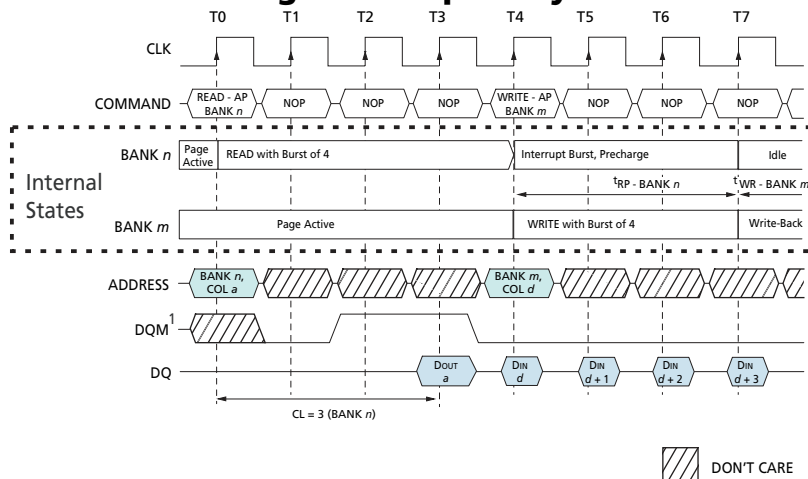 T0 T1 T2 T3 T4 T5 T6 T7
CLK
COMMAND
READ - AP
BANK n
NOP
NOP
NOP
WRITE - AP
BANK m
NOP
NOP
NOP
Internal
States
BANK n
Page
Active
READ with Burst of 4
Interrupt Burst, Precharge
Idle
tRP - BANK n
tWR - BANK m
BANK m
Page Active
WRITE with Burst of 4
Write-Back
ADDRESS
BANK n,
COL a
BANK m,
COL d
DQM1
DQ
DOUT
a
DIN
d
DIN
d + 1
DIN
d + 2
DIN
d + 3
CL = 3 (BANK n)
DON'T CARE